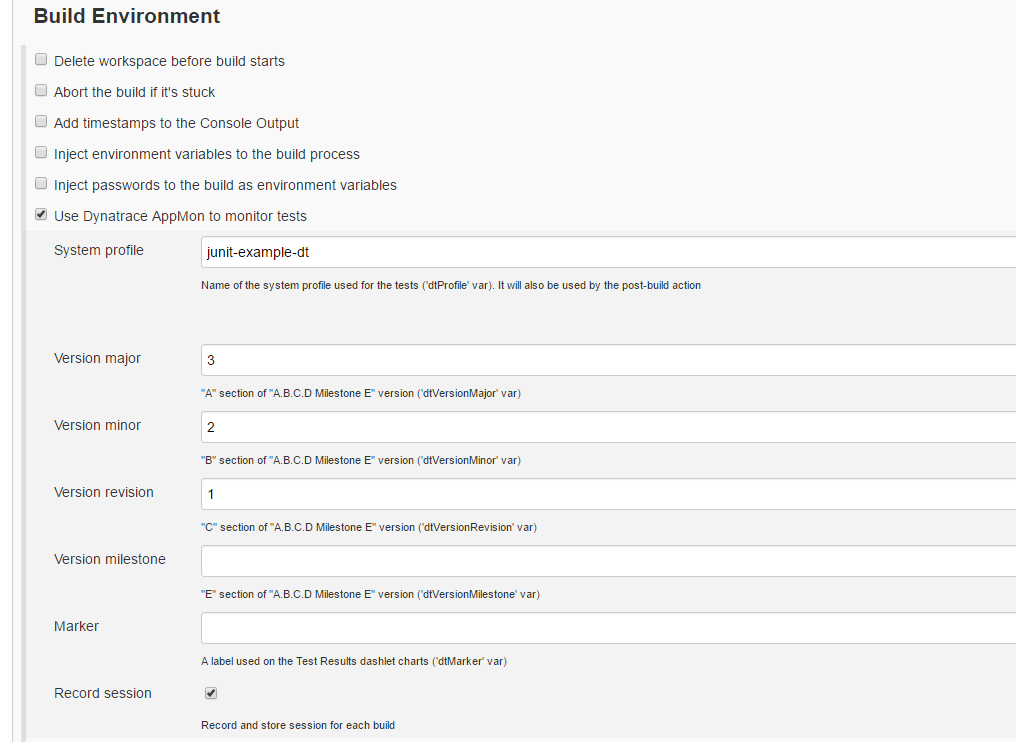 Build Environment
Delete workspace before build starts
Abort the build if it's stuck
Add timestamps to the Console Output
Inject environment variables to the build process
Inject passwords to the build as environment variables
Use Dynatrace AppMon to monitor tests
System profile
junit-example-dt
Name of the system profile used for the tests ('dtProfile' var). It will also be used by the post-build action
Version major
3
"A" section of "A.B.C.D Milestone E" version ('dtVersionMajor' var)
Version minor
2
"B" section of "A.B.C.D Milestone E" version ('dtVersionMinor' var)
Version revision
1
"C" section of "A.B.C.D Milestone E" version ('dtVersionRevision' var)
Version milestone
"E" section of "A.B.C.D Milestone E" version ('dtVersionMilestone' var)
Marker
A label used on the Test Results dashlet charts ('dtMarker' var)
Record session
Record and store session for each build